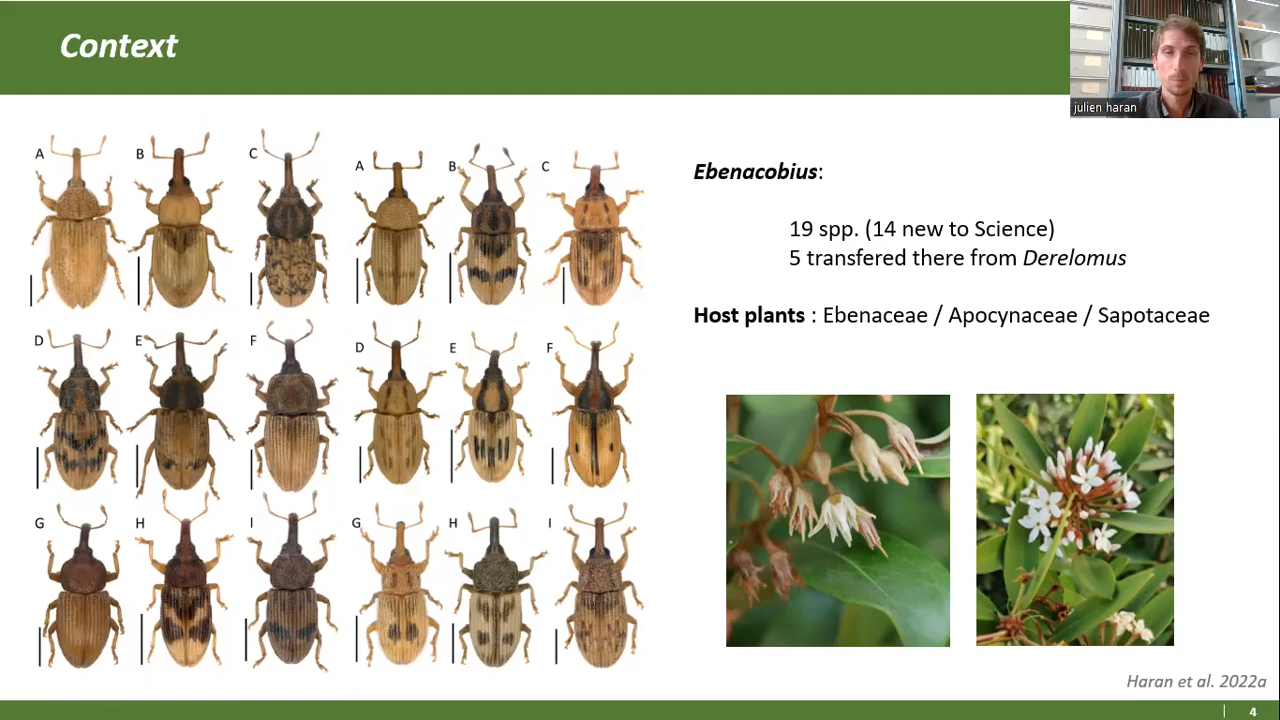 Context
julien haran
A B C A B C
D E F D E F
G H I G H I
Ebenacobius:
19 spp. (14 new to Science)
5 transfered there from Derelomus
Host plants : Ebenaceae / Apocynaceae / Sapotaceae
Haran et al. 2022a
4